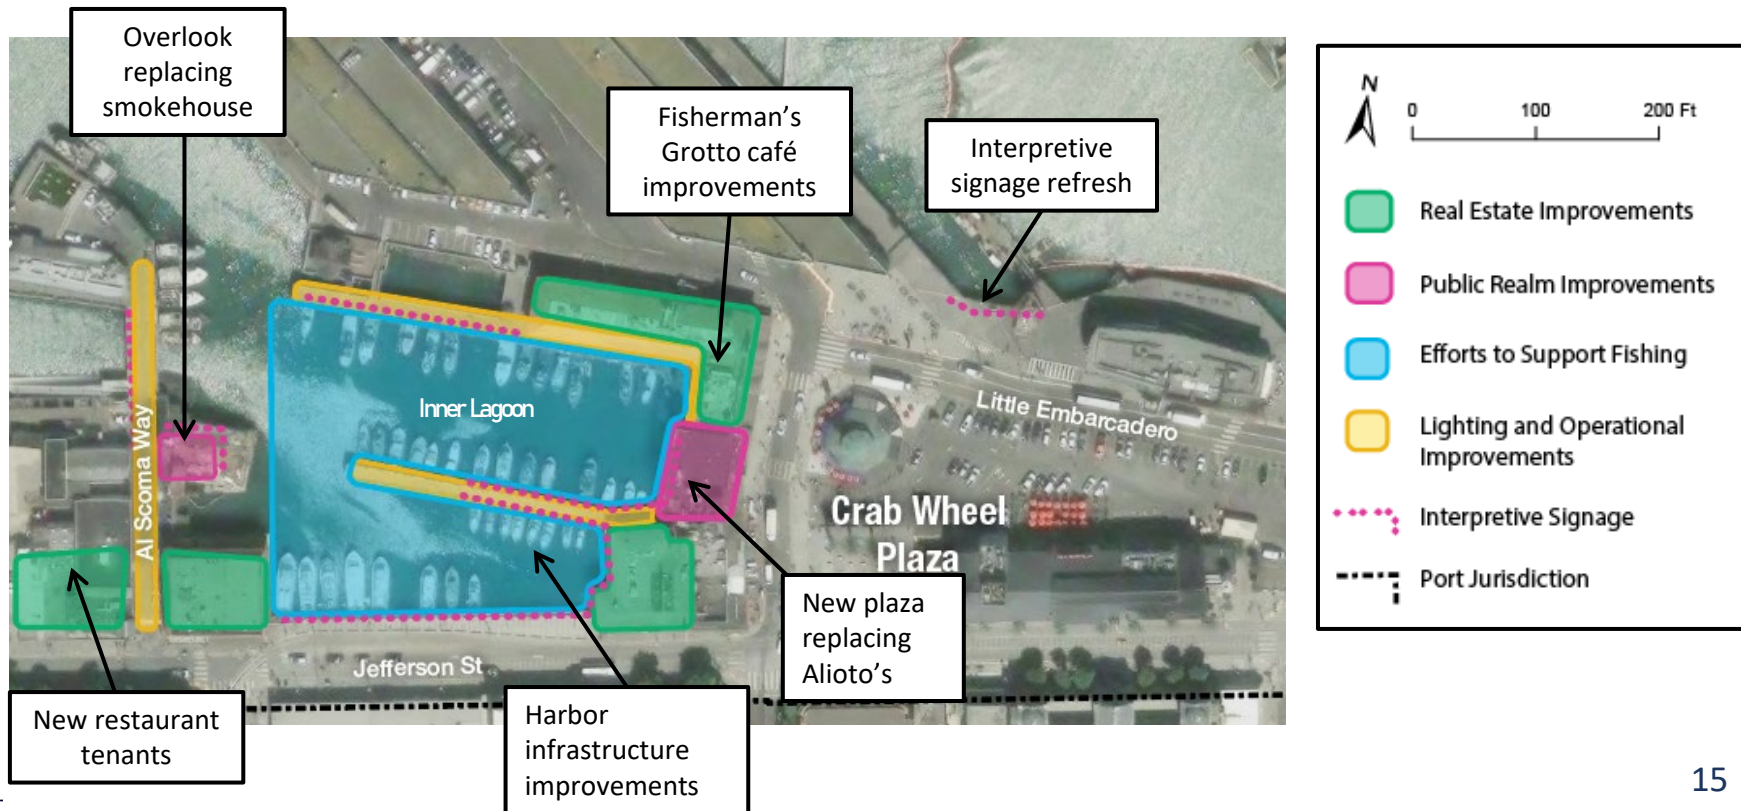 Overlook
replacing
smokehouse
Fisherman’s
Grotto café
improvements
Interpretive
signage refresh
Inner Lagoon
Al Scoma Way
Little Embarcadero
Crab Wheel
Plaza
Jefferson St
New restaurant
tenants
Harbor
infrastructure
improvements
New plaza
replacing
Alioto’s
N
0 100 200 Ft
Real Estate Improvements
Public Realm Improvements
Efforts to Support Fishing
Lighting and Operational
Improvements
Interpretive Signage
Port Jurisdiction
15